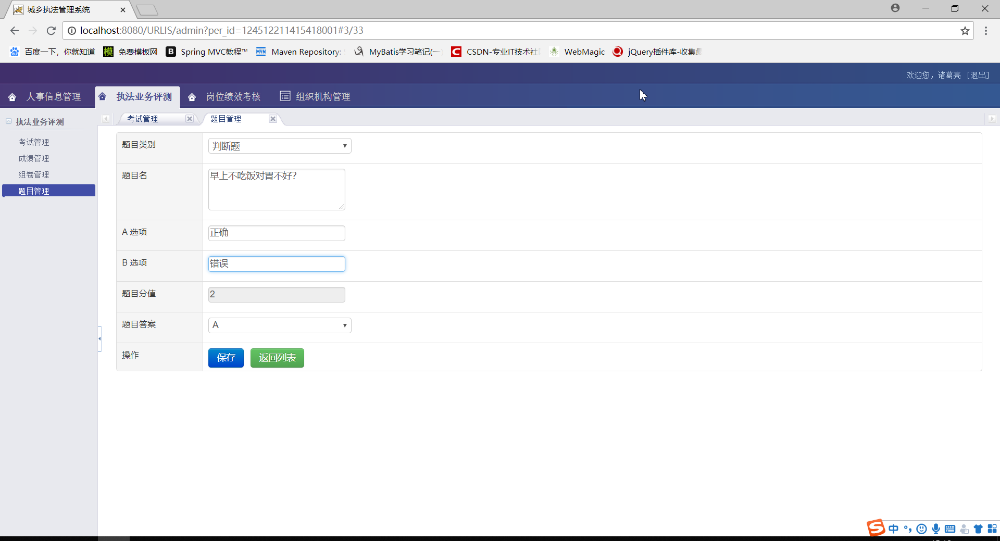 城乡执法管理系统
localhost:8080/URLIS/admin?per_id=124512211415418001#3/33
百度一下，你就知道 模 免费模板网 B Spring MVC教程™ MVN Maven Repository: MyBatis学习笔记(一 C CSDN-专业IT技术社 WebMagic jQuery插件库-收集
欢迎您，诸葛亮 [退出]
人事信息管理 执法业务评测 岗位绩效考核 组织机构管理
执法业务评测
考试管理
成绩管理
组卷管理
题目管理
考试管理 题目管理
题目类别 判断题
题目名 早上不吃饭对胃不好?
A 选项 正确
B 选项 错误
题目分值 2
题目答案 A
操作 保存 返回列表
S 中